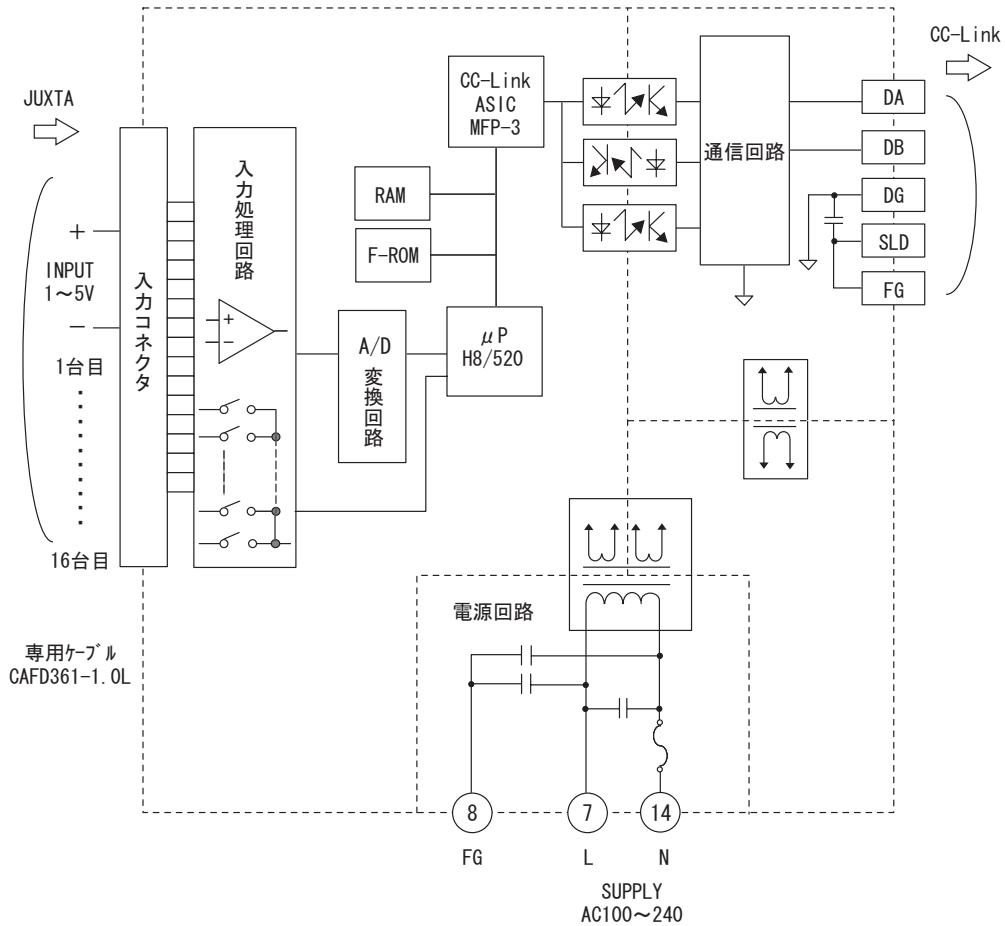 JUXTA
CC-Link
CC-Link
ASIC
MFP-3
入力コネクタ
入力処理回路
RAM
F-ROM
通信回路
DA
DB
DG
SLD
FG
+
INPUT
1～5V
−
1台目
16台目
+
−
A/D
変換回路
μP
H8/520
電源回路
専用ｹｰﾌﾞﾙ
CAFD361-1.0L
8
7
14
FG
L
N
SUPPLY
AC100～240